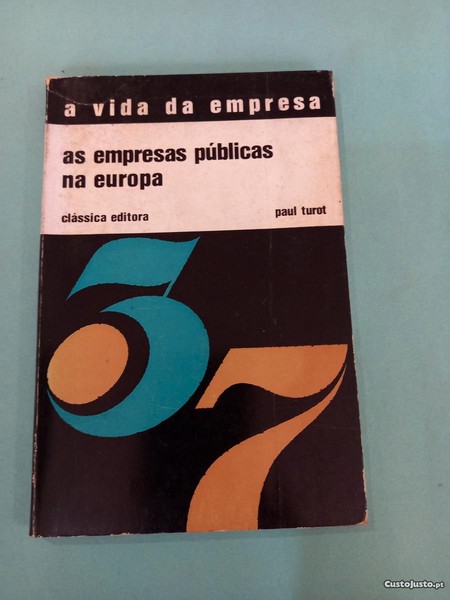 a vida da empresa
as empresas públicas
na europa
clássica editora
paul turot
57
CustoJusto.pt